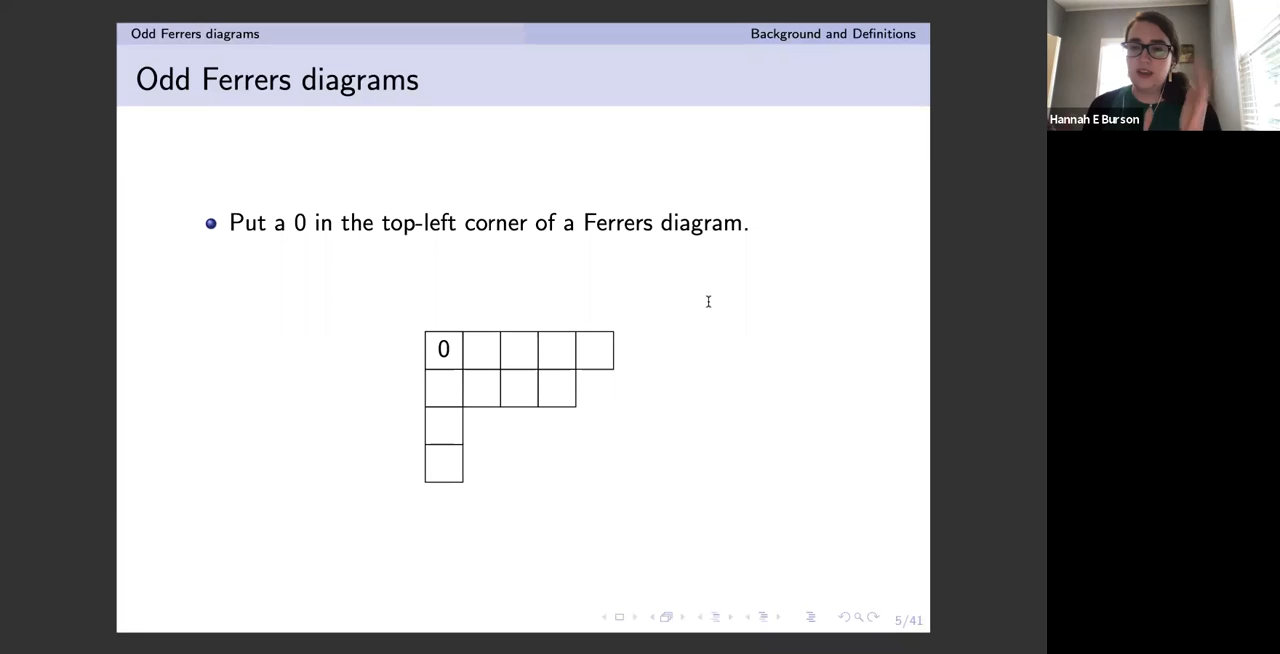 Odd Ferrers diagrams
Background and Definitions
Odd Ferrers diagrams
Put a 0 in the top-left corner of a Ferrers diagram.
0
5/41
Hannah E Burson